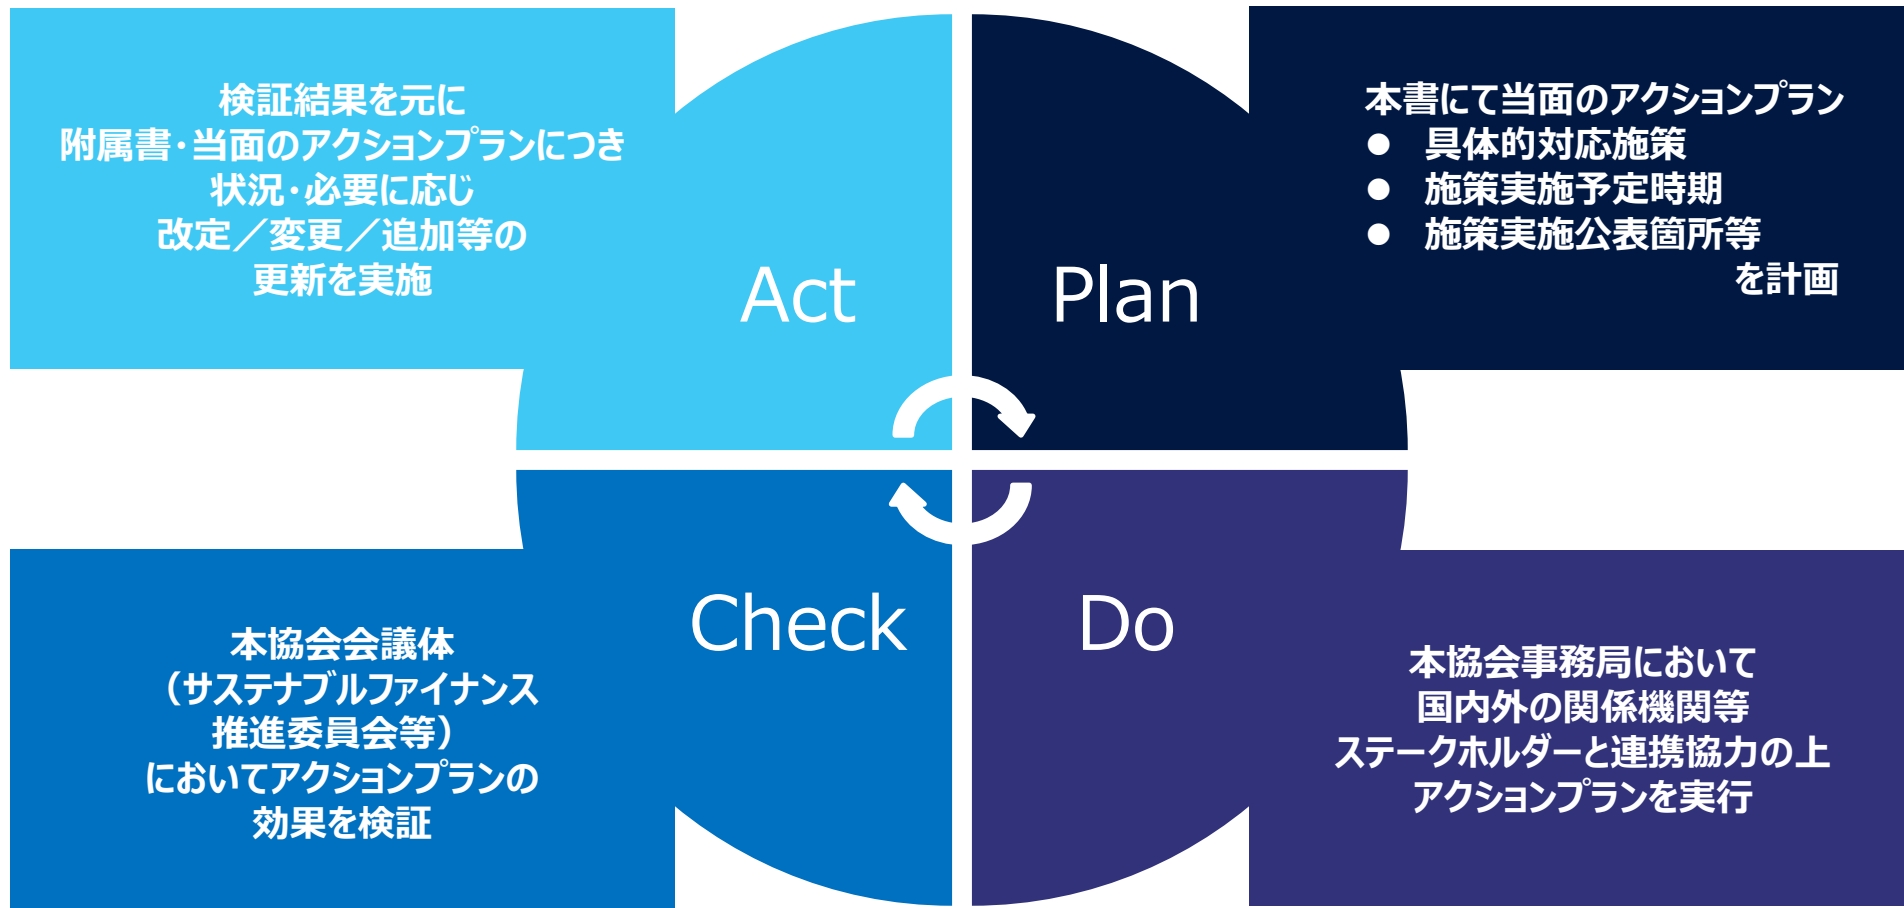 検証結果を元に
附属書・当面のアクションプランにつき
状況・必要に応じ
改定／変更／追加等の
更新を実施
Act
Plan
本書にて当面のアクションプラン
● 具体的対応施策
● 施策実施予定時期
● 施策実施公表箇所等
を計画
本協会会議体
（サステナブルファイナンス
推進委員会等）
においてアクションプランの
効果を検証
Check
Do
本協会事務局において
国内外の関係機関等
ステークホルダーと連携協力の上
アクションプランを実行